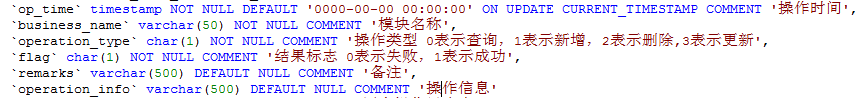 `op_time` timestamp NOT NULL DEFAULT '0000-00-00 00:00:00' ON UPDATE CURRENT_TIMESTAMP COMMENT '操作时间',
`business_name` varchar(50) NOT NULL COMMENT '模块名称',
`operation_type` char(1) NOT NULL COMMENT '操作类型 0表示查询，1表示新增，2表示删除,3表示更新',
`flag` char(1) NOT NULL COMMENT '结果标志 0表示失败，1表示成功',
`remarks` varchar(500) DEFAULT NULL COMMENT '备注',
`operation_info` varchar(500) DEFAULT NULL COMMENT '操作信息'